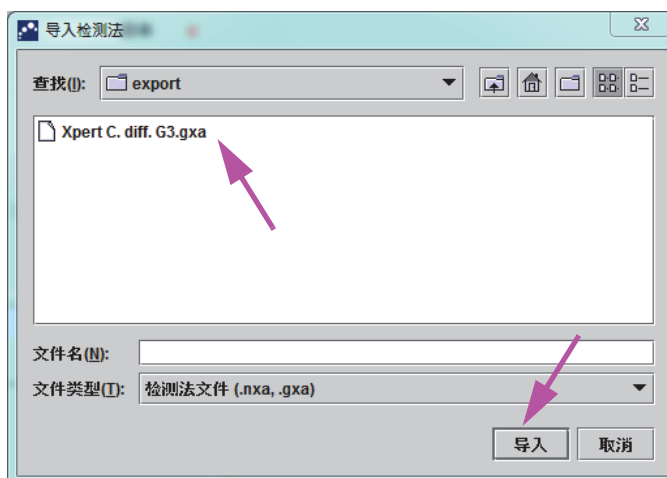 导入检测法
查找(I): export
Xpert C. diff. G3.gxa
文件名(N):
文件类型(T): 检测法文件 (.nxa, .gxa)
导入 取消